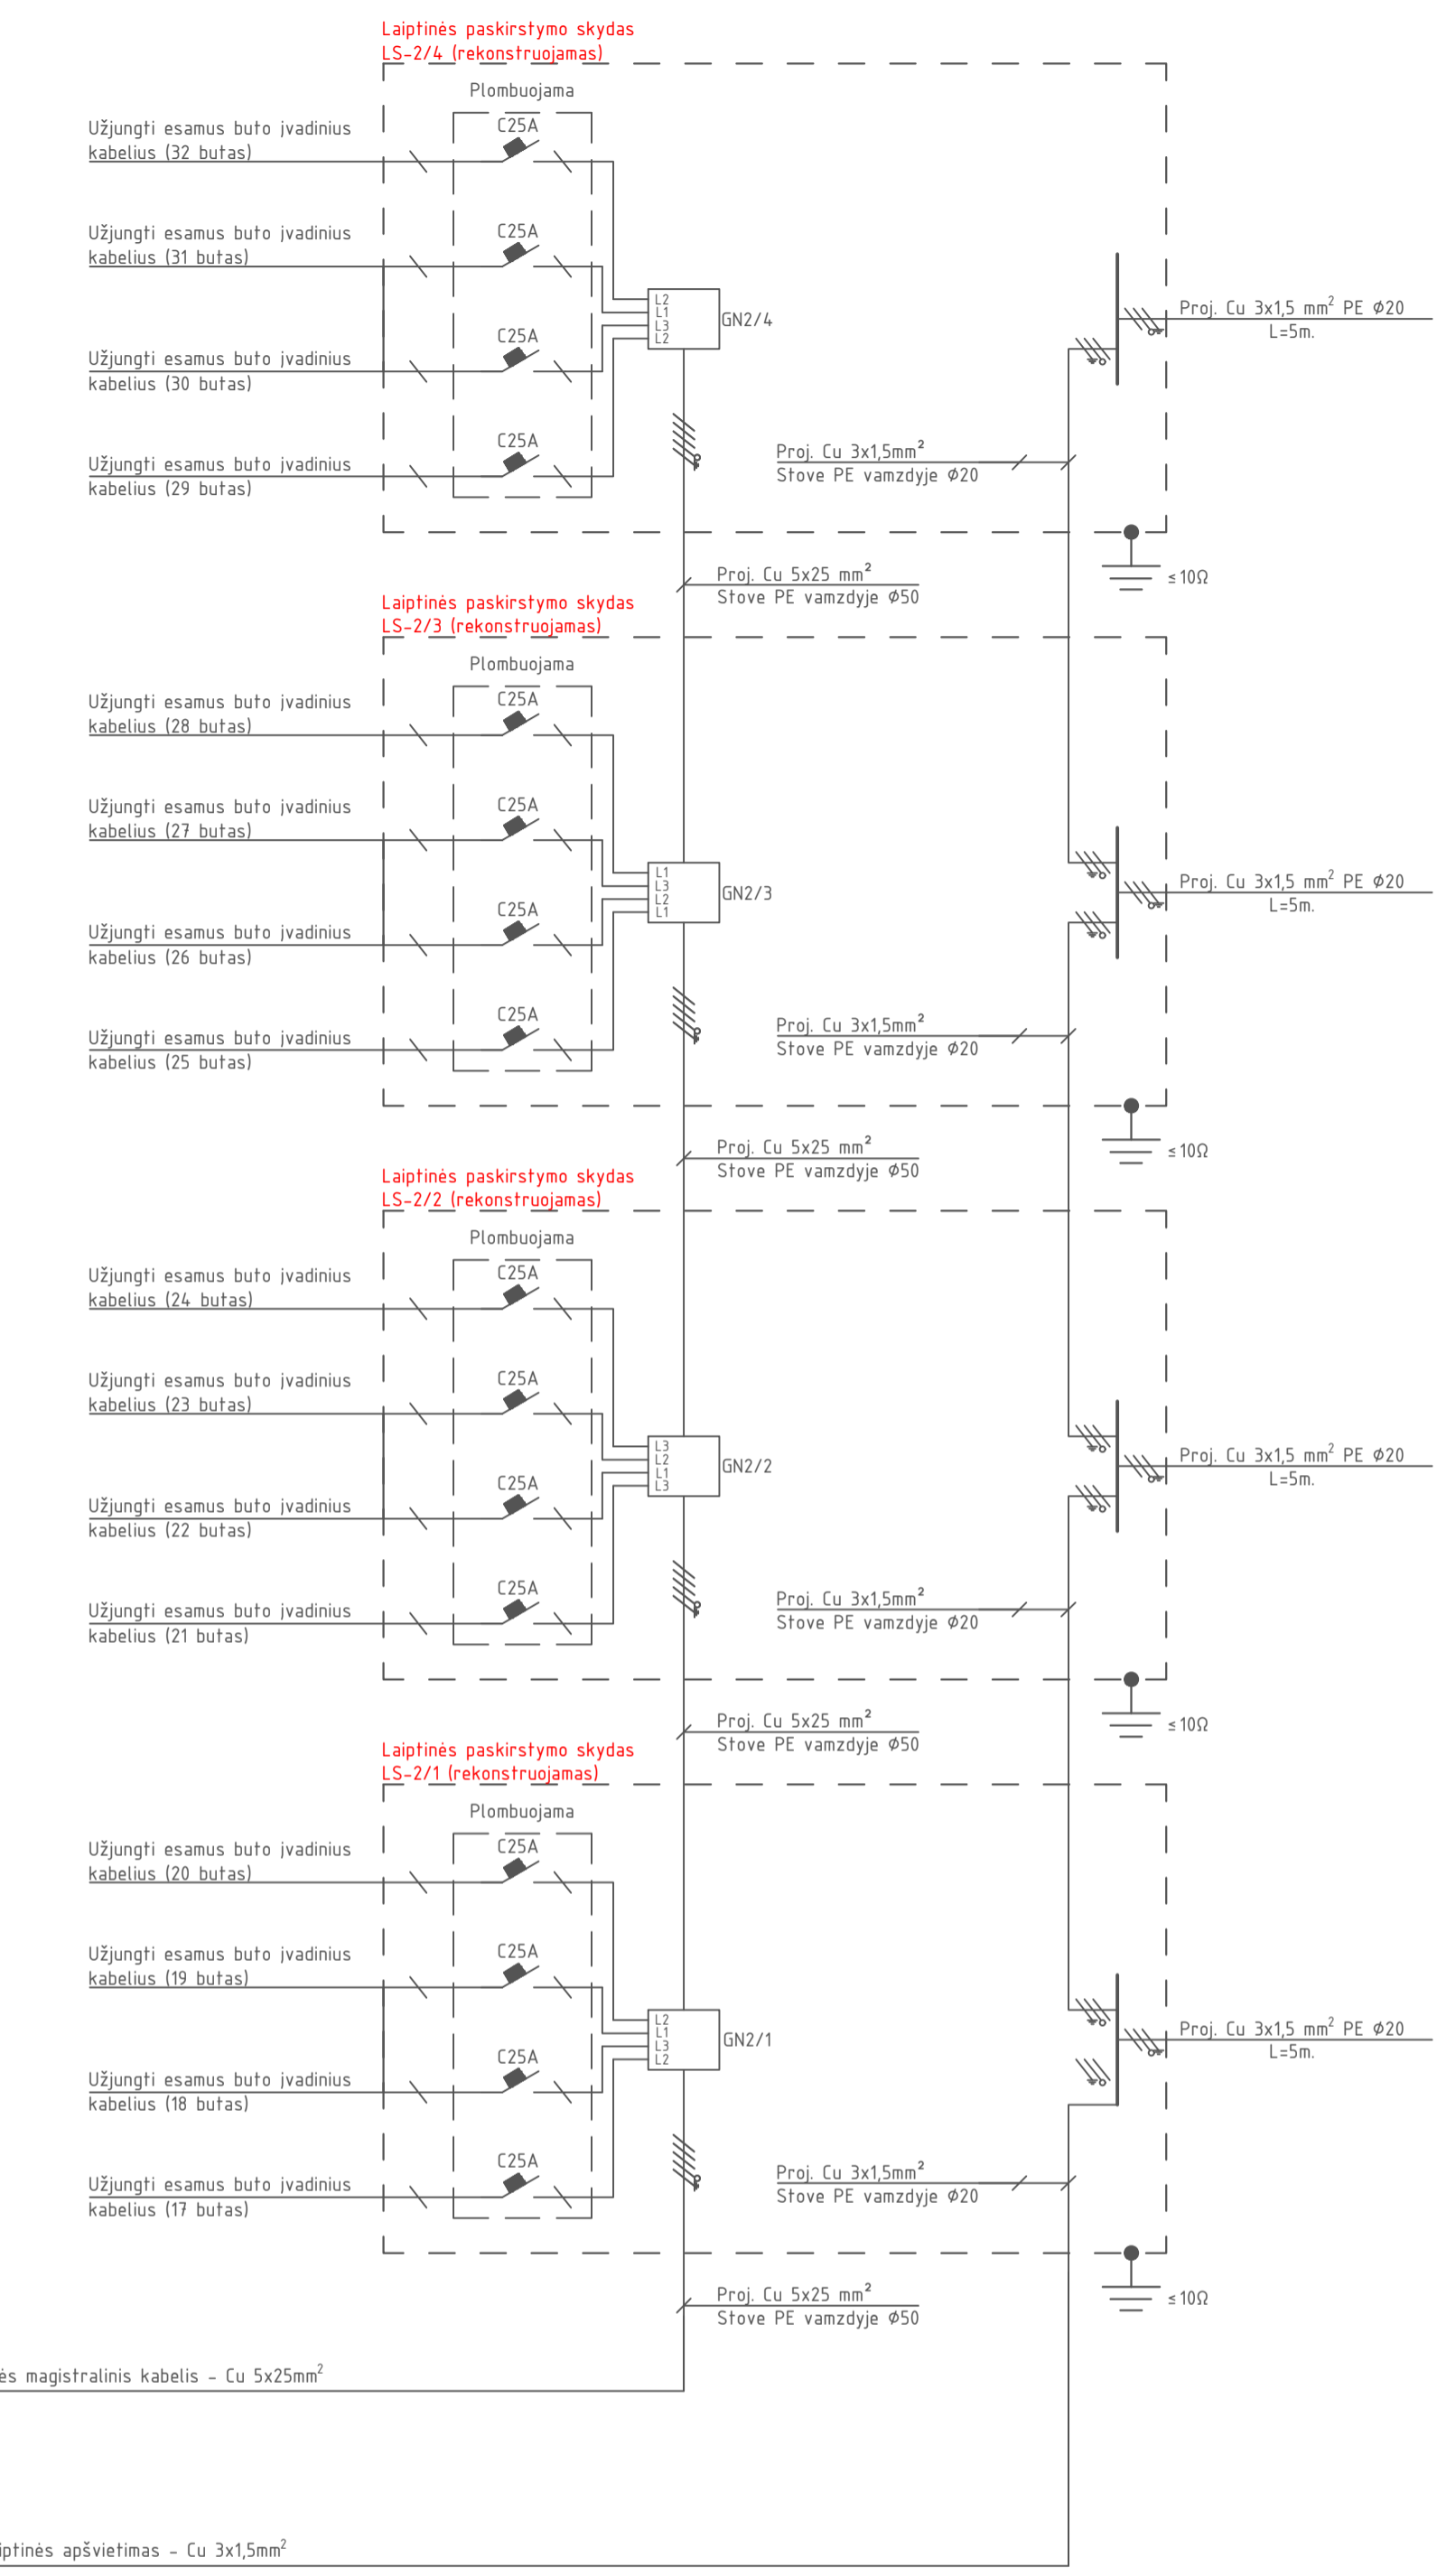 Laiptinės paskirstymo skydas
LS-2/4 (rekonstruojamas)
Plombuojama
Užjungti esamus buto įvadinius
kabelius (32 butas)
C25A
Užjungti esamus buto įvadinius
kabelius (31 butas)
C25A
Užjungti esamus buto įvadinius
kabelius (30 butas)
C25A
Užjungti esamus buto įvadinius
kabelius (29 butas)
C25A
L2
L1
L3
L2
GN2/4
Proj. Cu 3x1,5 mm² PE Ø20
L=5m.
Proj. Cu 3x1,5mm²
Stove PE vamzdyje Ø20
≤10Ω
Proj. Cu 5x25 mm²
Stove PE vamzdyje Ø50
Laiptinės paskirstymo skydas
LS-2/3 (rekonstruojamas)
Plombuojama
Užjungti esamus buto įvadinius
kabelius (28 butas)
C25A
Užjungti esamus buto įvadinius
kabelius (27 butas)
C25A
Užjungti esamus buto įvadinius
kabelius (26 butas)
C25A
Užjungti esamus buto įvadinius
kabelius (25 butas)
C25A
L1
L3
L2
L1
GN2/3
Proj. Cu 3x1,5 mm² PE Ø20
L=5m.
Proj. Cu 3x1,5mm²
Stove PE vamzdyje Ø20
≤10Ω
Proj. Cu 5x25 mm²
Stove PE vamzdyje Ø50
Laiptinės paskirstymo skydas
LS-2/2 (rekonstruojamas)
Plombuojama
Užjungti esamus buto įvadinius
kabelius (24 butas)
C25A
Užjungti esamus buto įvadinius
kabelius (23 butas)
C25A
Užjungti esamus buto įvadinius
kabelius (22 butas)
C25A
Užjungti esamus buto įvadinius
kabelius (21 butas)
C25A
L3
L2
L1
L3
GN2/2
Proj. Cu 3x1,5 mm² PE Ø20
L=5m.
Proj. Cu 3x1,5mm²
Stove PE vamzdyje Ø20
≤10Ω
Proj. Cu 5x25 mm²
Stove PE vamzdyje Ø50
Laiptinės paskirstymo skydas
LS-2/1 (rekonstruojamas)
Plombuojama
Užjungti esamus buto įvadinius
kabelius (20 butas)
C25A
Užjungti esamus buto įvadinius
kabelius (19 butas)
C25A
Užjungti esamus buto įvadinius
kabelius (18 butas)
C25A
Užjungti esamus buto įvadinius
kabelius (17 butas)
C25A
L2
L1
L3
L2
GN2/1
Proj. Cu 3x1,5 mm² PE Ø20
L=5m.
Proj. Cu 3x1,5mm²
Stove PE vamzdyje Ø20
≤10Ω
Proj. Cu 5x25 mm²
Stove PE vamzdyje Ø50
ės magistralinis kabelis - Cu 5x25mm²
iptinės apšvietimas - Cu 3x1,5mm²